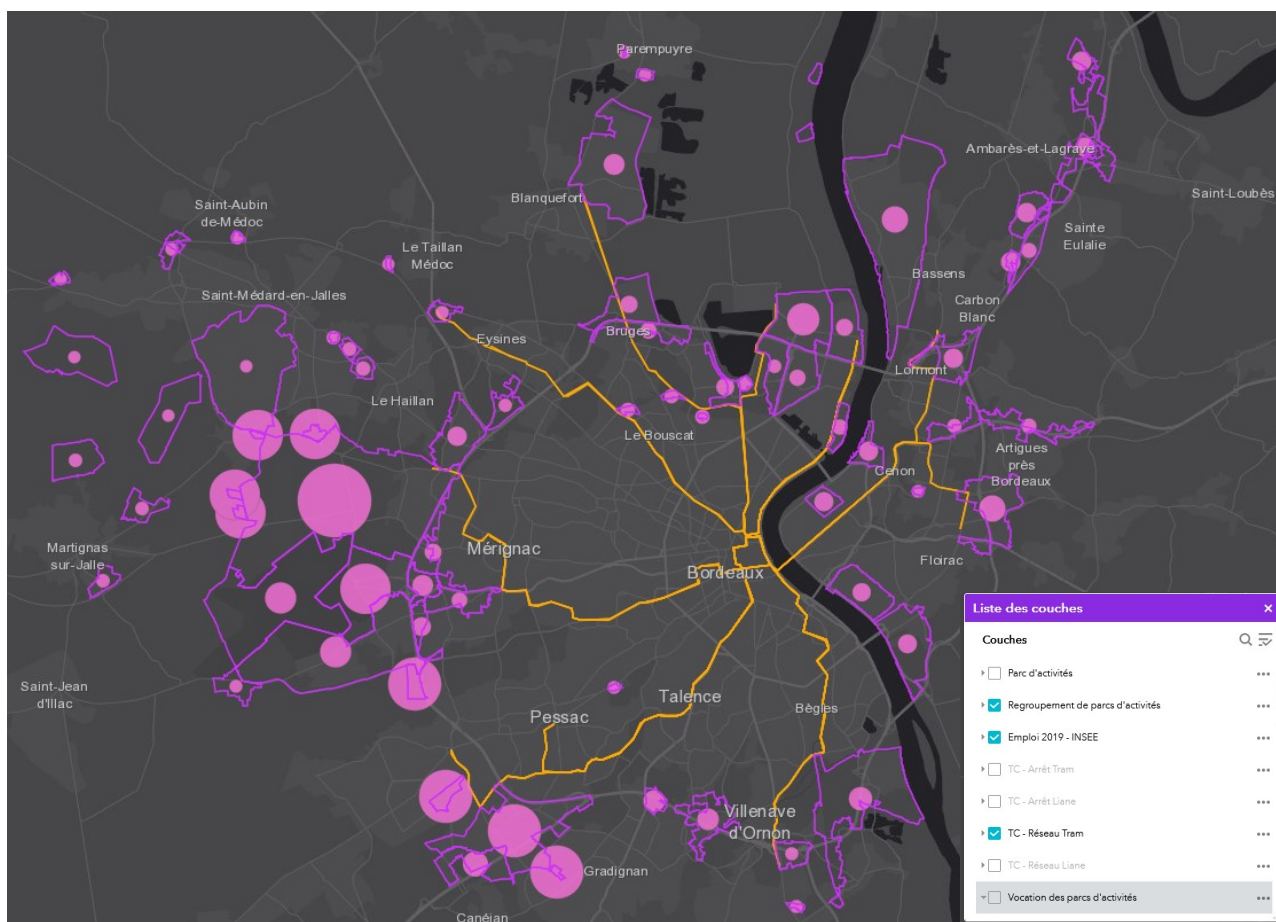 Parempuyre
Ambarès-et-Lagrave
Saint-Loubès
Blanquefort
Saint-Aubin
de-Médoc
Sainte
Eulalie
Le Taillan
Médoc
Bassens
Saint-Médard-en-Jalles
Carbon
Blanc
Bruges
Eysines
Lormont
Le Haillan
Le Bouscat
Artigues
près
Bordeaux
Cenon
Martignas
sur-Jalle
Mérignac
Bordeaux
Floirac
Saint-Jean
d'Illac
Talence
Pessac
Bègles
Villenave
d'Ornon
Gradignan
Canéjan
Liste des couches
Couches
Parc d'activités
Regroupement de parcs d'activités
Emploi 2019 - INSEE
TC - Arrêt Tram
TC - Arrêt Liane
TC - Réseau Tram
TC - Réseau Liane
Vocation des parcs d'activités